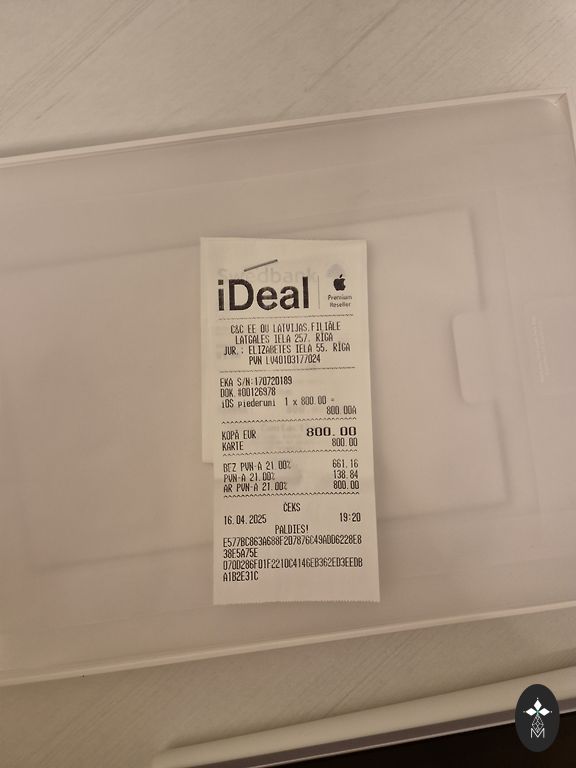 Swedbank
iDeal
Premium
Reseller
C&C EE OU LATVIJAS FILIĀLE
LATGALES IELA 257, RĪGA
JUR.: ELIZABETES IELA 55, RĪGA
PVN LV40103177024
EKA S/N:170720189
DOK.#00126978
iOS piederumi 1 x 800.00 =
800.00A
KOPĀ EUR 800.00
KARTE 800.00
BEZ PVN-A 21.00% 661.16
PVN-A 21.00% 138.84
AR PVN-A 21.00% 800.00
ČEKS
16.04.2025 19:20
PALDIES!
E577BC863A688F207876C49A0D6228E8
38E5A75E
070D286F01F2210C4146EB362ED3EEDB
A1B2E31C